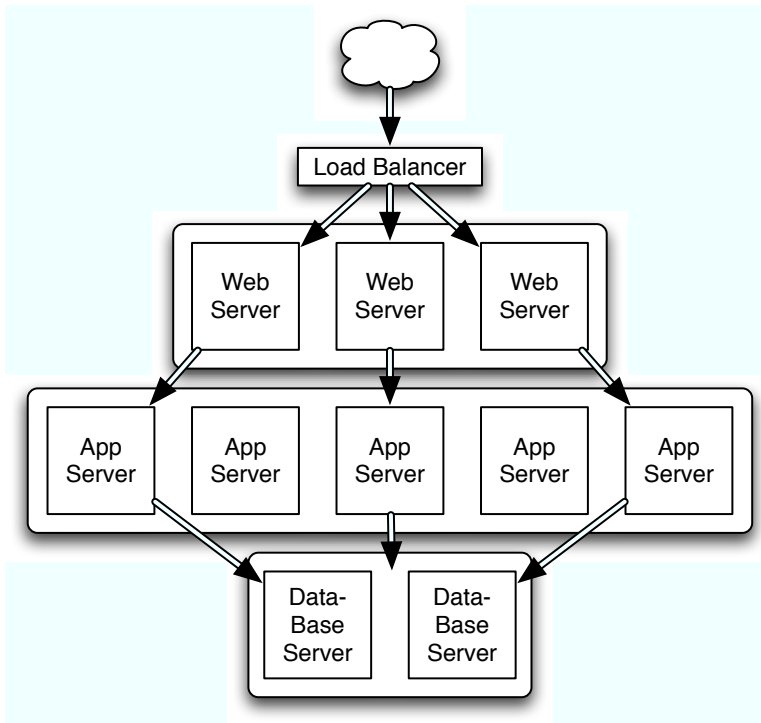 Load Balancer
Web
Server
Web
Server
Web
Server
App
Server
App
Server
App
Server
App
Server
App
Server
Data-
Base
Server
Data-
Base
Server